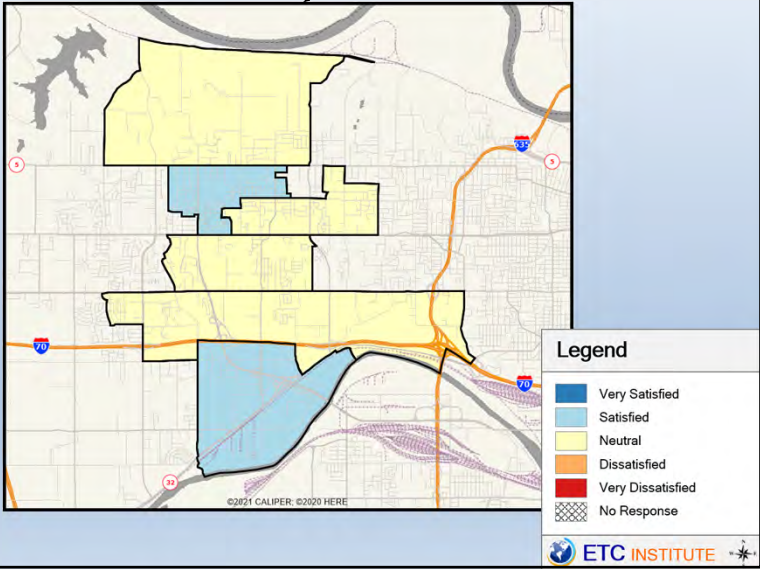 5
635
5
70
Legend
70
Very Satisfied
Satisfied
Neutral
Dissatisfied
Very Dissatisfied
No Response
32
©2021 CALIPER; ©2020 HERE
ETC INSTITUTE